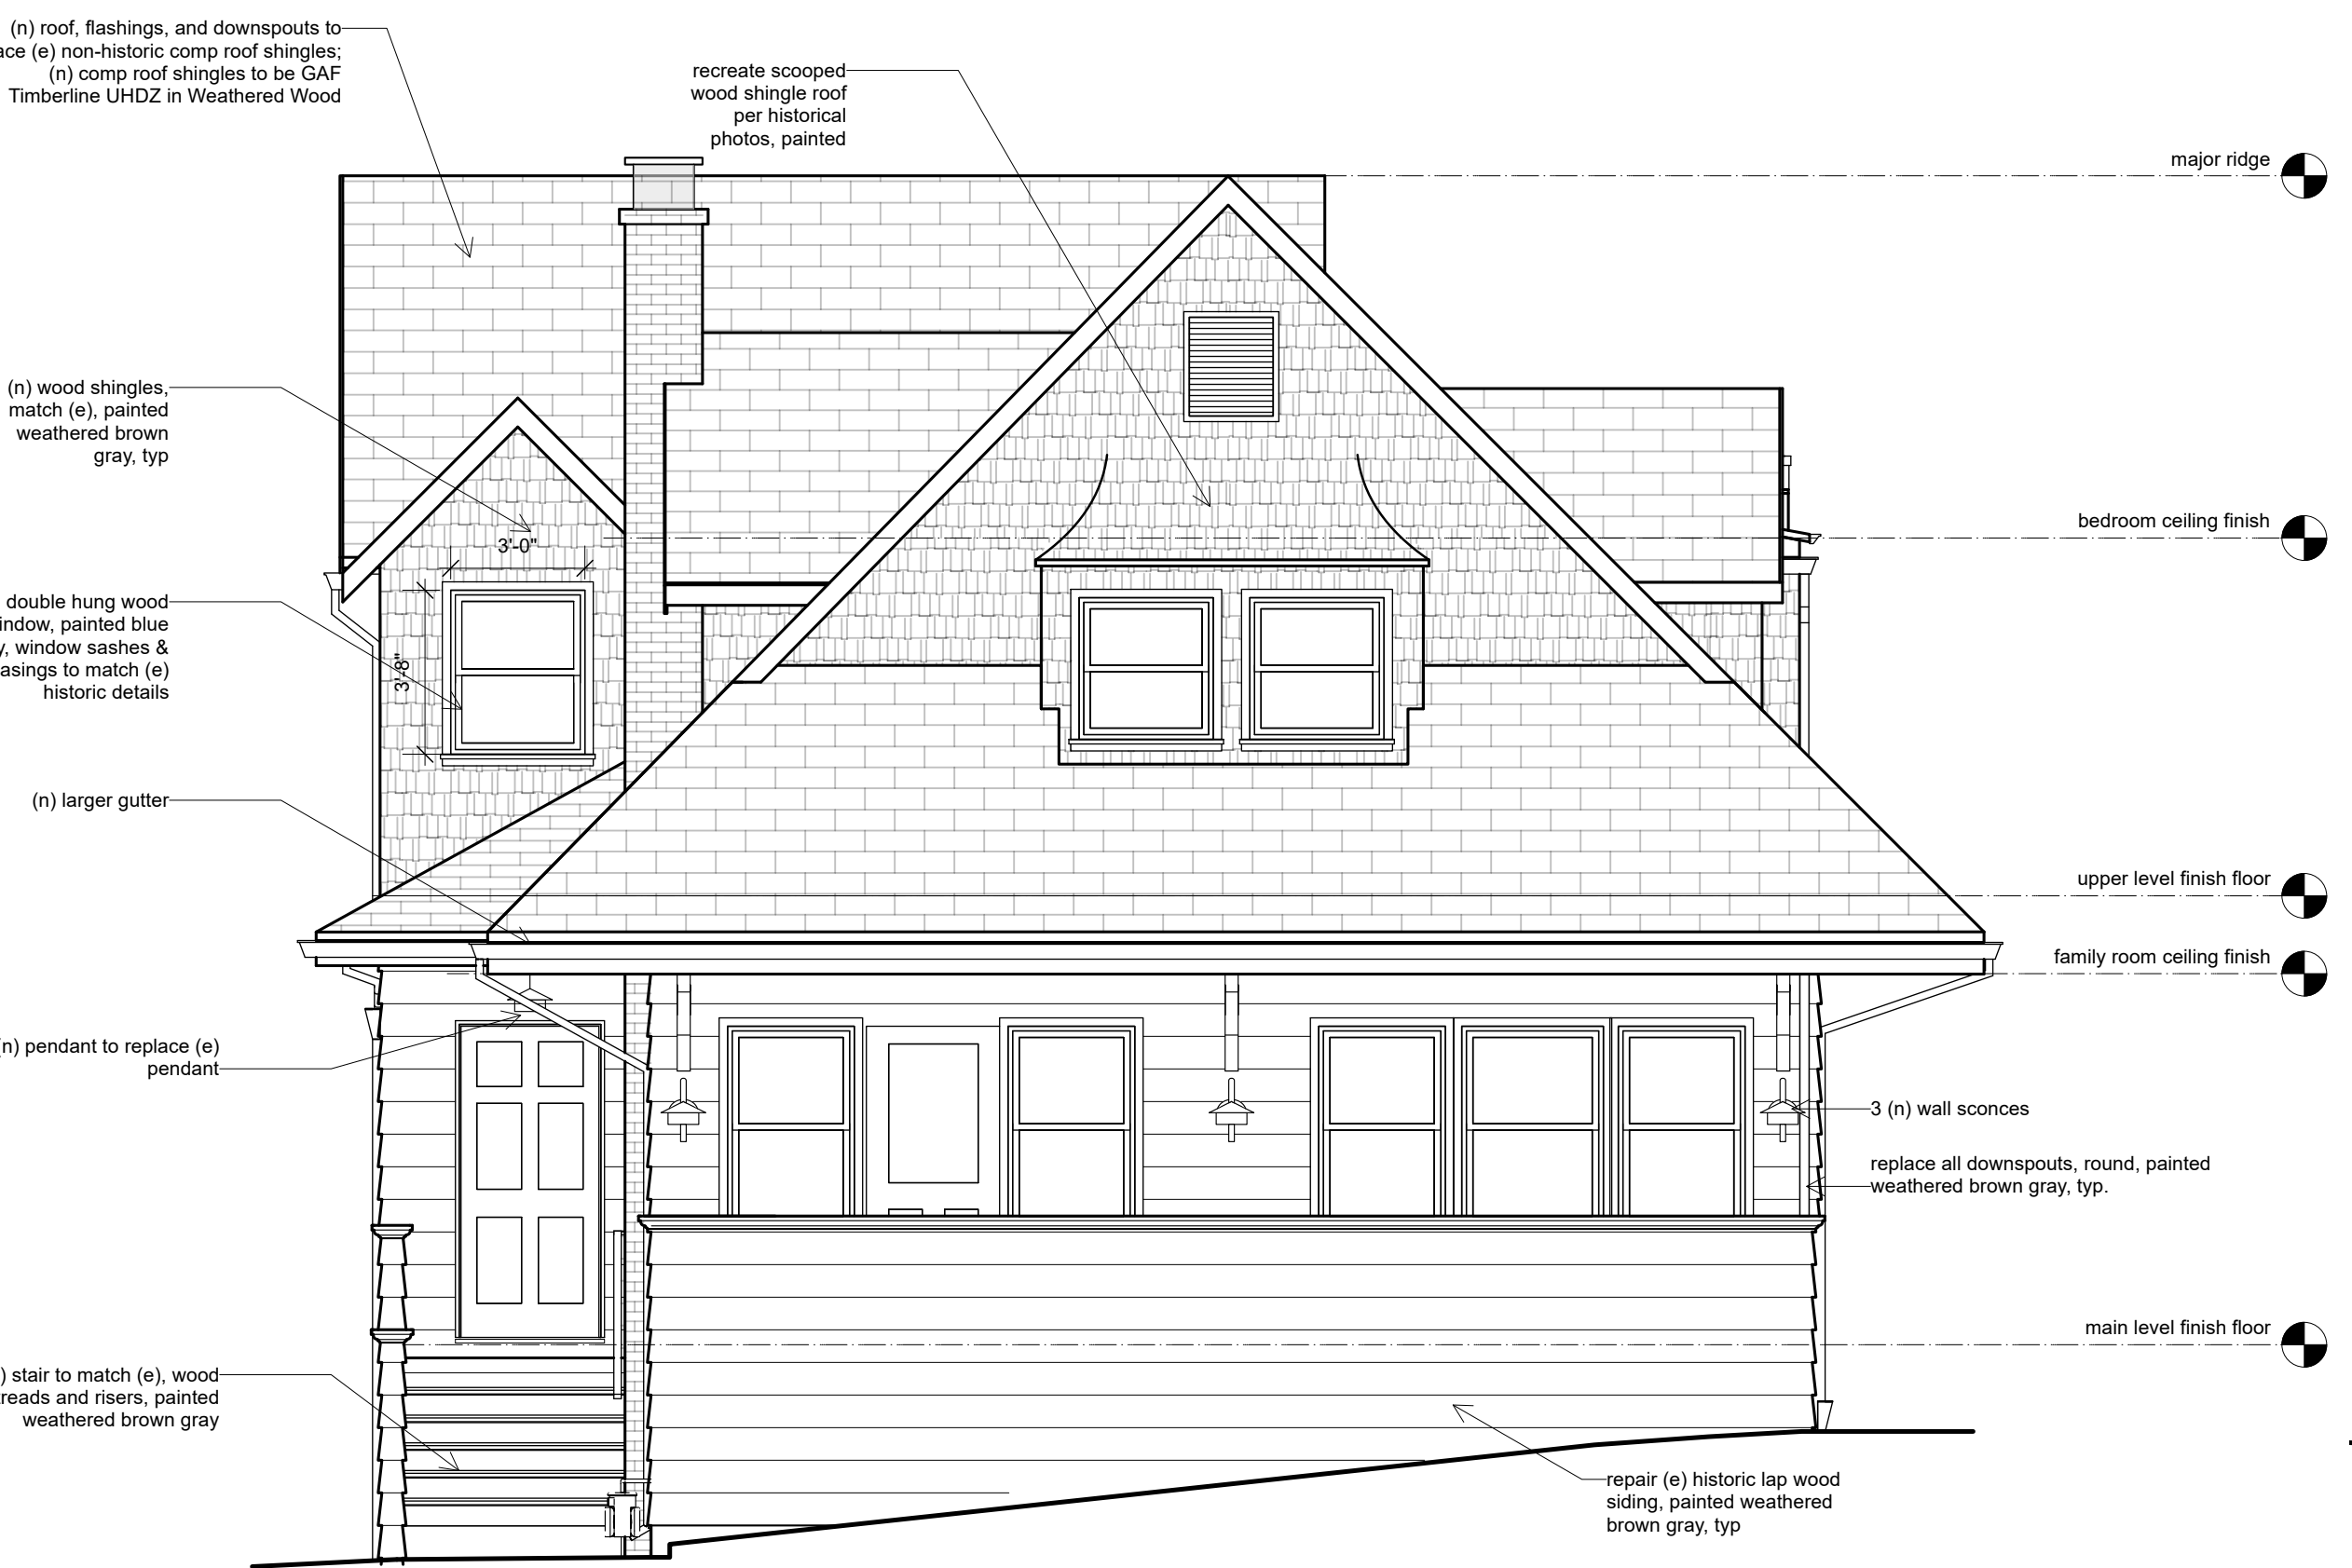 (n) roof, flashings, and downspouts to
(e) non-historic comp roof shingles;
(n) comp roof shingles to be GAF
Timberline UHDZ in Weathered Wood
recreate scooped
wood shingle roof
per historical
photos, painted
major ridge
(n) wood shingles,
match (e), painted
weathered brown
gray, typ
bedroom ceiling finish
3'-0"
double hung wood
painted blue
window sashes &
to match (e)
historic details
3'-8"
(n) larger gutter
upper level finish floor
family room ceiling finish
(n) pendant to replace (e)
pendant
3 (n) wall sconces
replace all downspouts, round, painted
weathered brown gray, typ.
main level finish floor
stair to match (e), wood
and risers, painted
weathered brown gray
repair (e) historic lap wood
siding, painted weathered
brown gray, typ